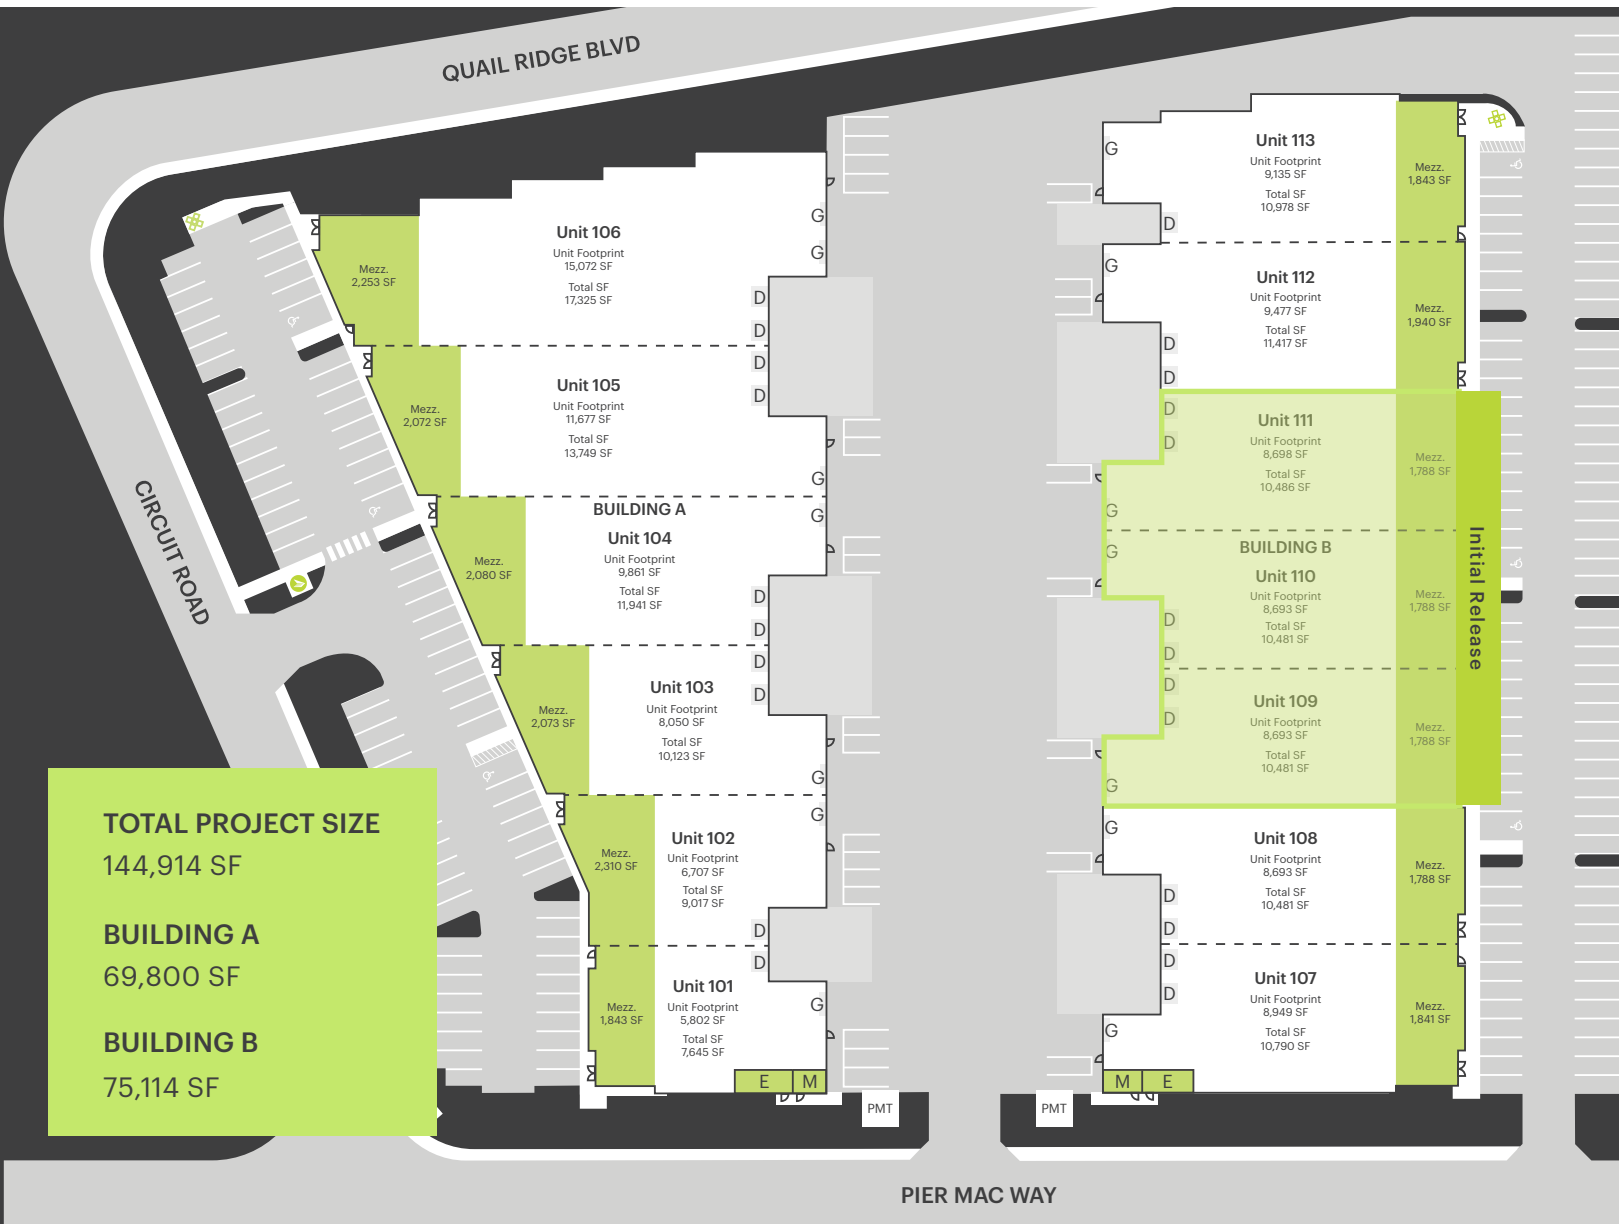 QUAIL RIDGE BLVD
CIRCUIT ROAD
Unit 106
Unit Footprint
15,072 SF
Total SF
17,325 SF
Mezz.
2,253 SF
G
G
D
D
Unit 105
Unit Footprint
11,677 SF
Total SF
13,749 SF
Mezz.
2,072 SF
D
D
G
BUILDING A
Unit 104
Unit Footprint
9,861 SF
Total SF
11,941 SF
Mezz.
2,080 SF
G
D
D
Unit 103
Unit Footprint
8,050 SF
Total SF
10,123 SF
Mezz.
2,073 SF
D
D
G
Unit 102
Unit Footprint
6,707 SF
Total SF
9,017 SF
Mezz.
2,310 SF
G
D
Unit 101
Unit Footprint
5,802 SF
Total SF
7,645 SF
Mezz.
1,843 SF
D
G
E
M
PMT
Unit 113
Unit Footprint
9,135 SF
Total SF
10,978 SF
Mezz.
1,843 SF
G
D
Unit 112
Unit Footprint
9,477 SF
Total SF
11,417 SF
Mezz.
1,940 SF
G
D
D
Unit 111
Unit Footprint
8,698 SF
Total SF
10,486 SF
Mezz.
1,788 SF
D
D
G
BUILDING B
Unit 110
Unit Footprint
8,693 SF
Total SF
10,481 SF
Mezz.
1,788 SF
G
D
D
Unit 109
Unit Footprint
8,693 SF
Total SF
10,481 SF
Mezz.
1,788 SF
D
D
G
Initial Release
Unit 108
Unit Footprint
8,693 SF
Total SF
10,481 SF
Mezz.
1,788 SF
G
D
D
Unit 107
Unit Footprint
8,949 SF
Total SF
10,790 SF
Mezz.
1,841 SF
D
D
G
M
E
PMT
TOTAL PROJECT SIZE
144,914 SF
BUILDING A
69,800 SF
BUILDING B
75,114 SF
PIER MAC WAY